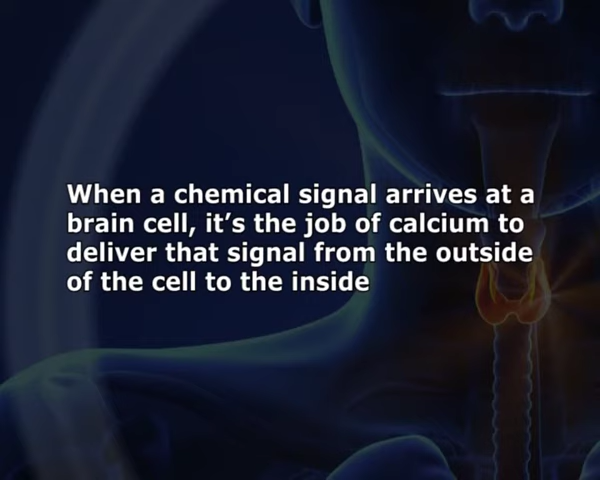 When a chemical signal arrives at a
brain cell, it’s the job of calcium to
deliver that signal from the outside
of the cell to the inside